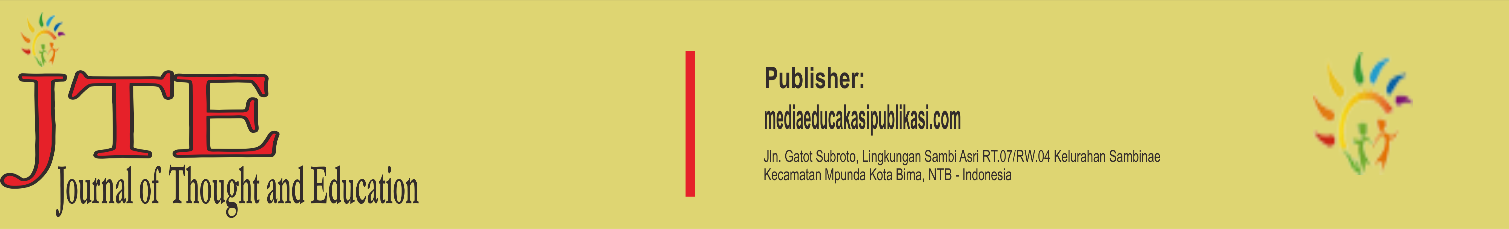 JTE
Journal of Thought and Education
Publisher:
mediaeducakasipublikasi.com
Jln. Gatot Subroto, Lingkungan Sambi Asri RT.07/RW.04 Kelurahan Sambinae
Kecamatan Mpunda Kota Bima, NTB - Indonesia